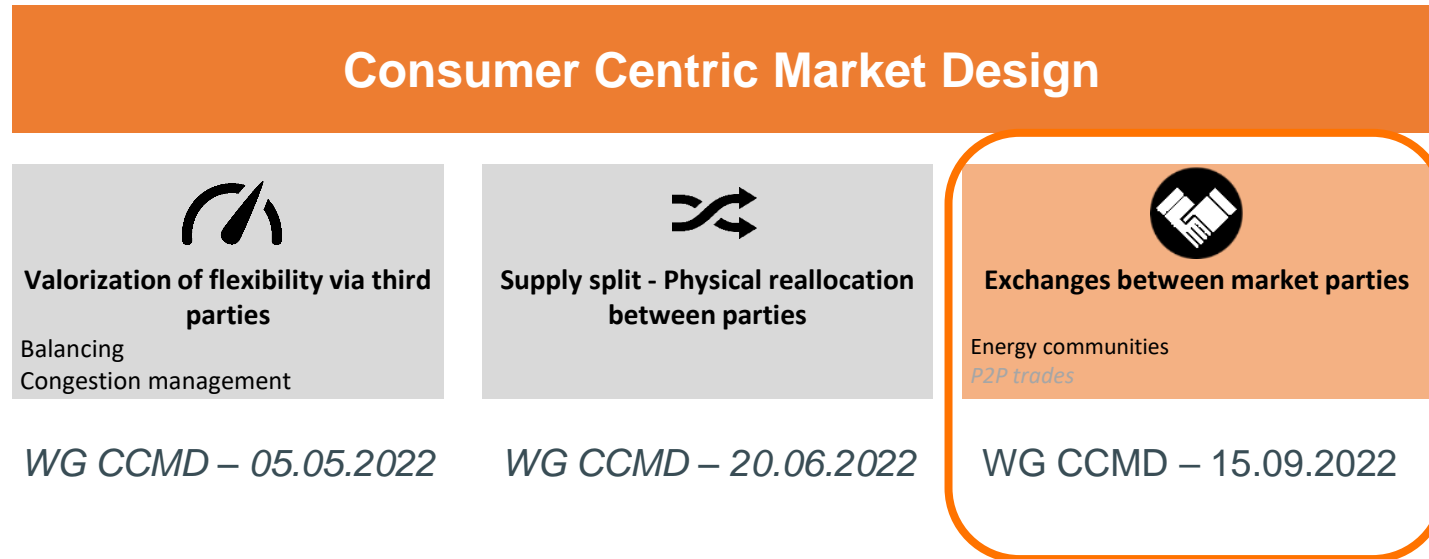 Consumer Centric Market Design
Valorization of flexibility via third
parties
Balancing
Congestion management
WG CCMD – 05.05.2022
Supply split - Physical reallocation
between parties
WG CCMD – 20.06.2022
Exchanges between market parties
Energy communities
P2P trades
WG CCMD – 15.09.2022